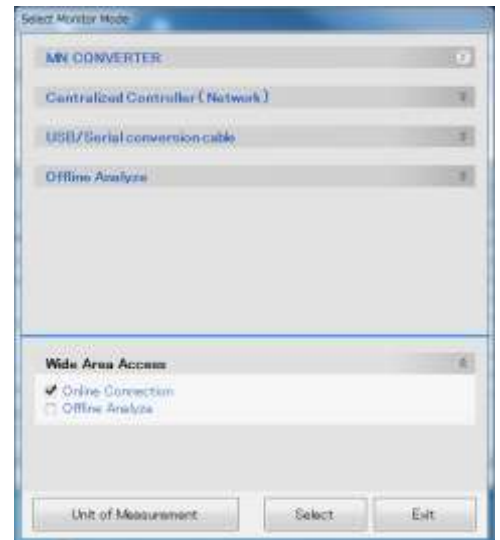 Select Monitor Mode
MN CONVERTER
Centralized Controller ( Network )
USB/Serial conversion cable
Offline Analyze
Wide Area Access
Online Connection
Offline Analyze
Unit of Measurement
Select
Exit